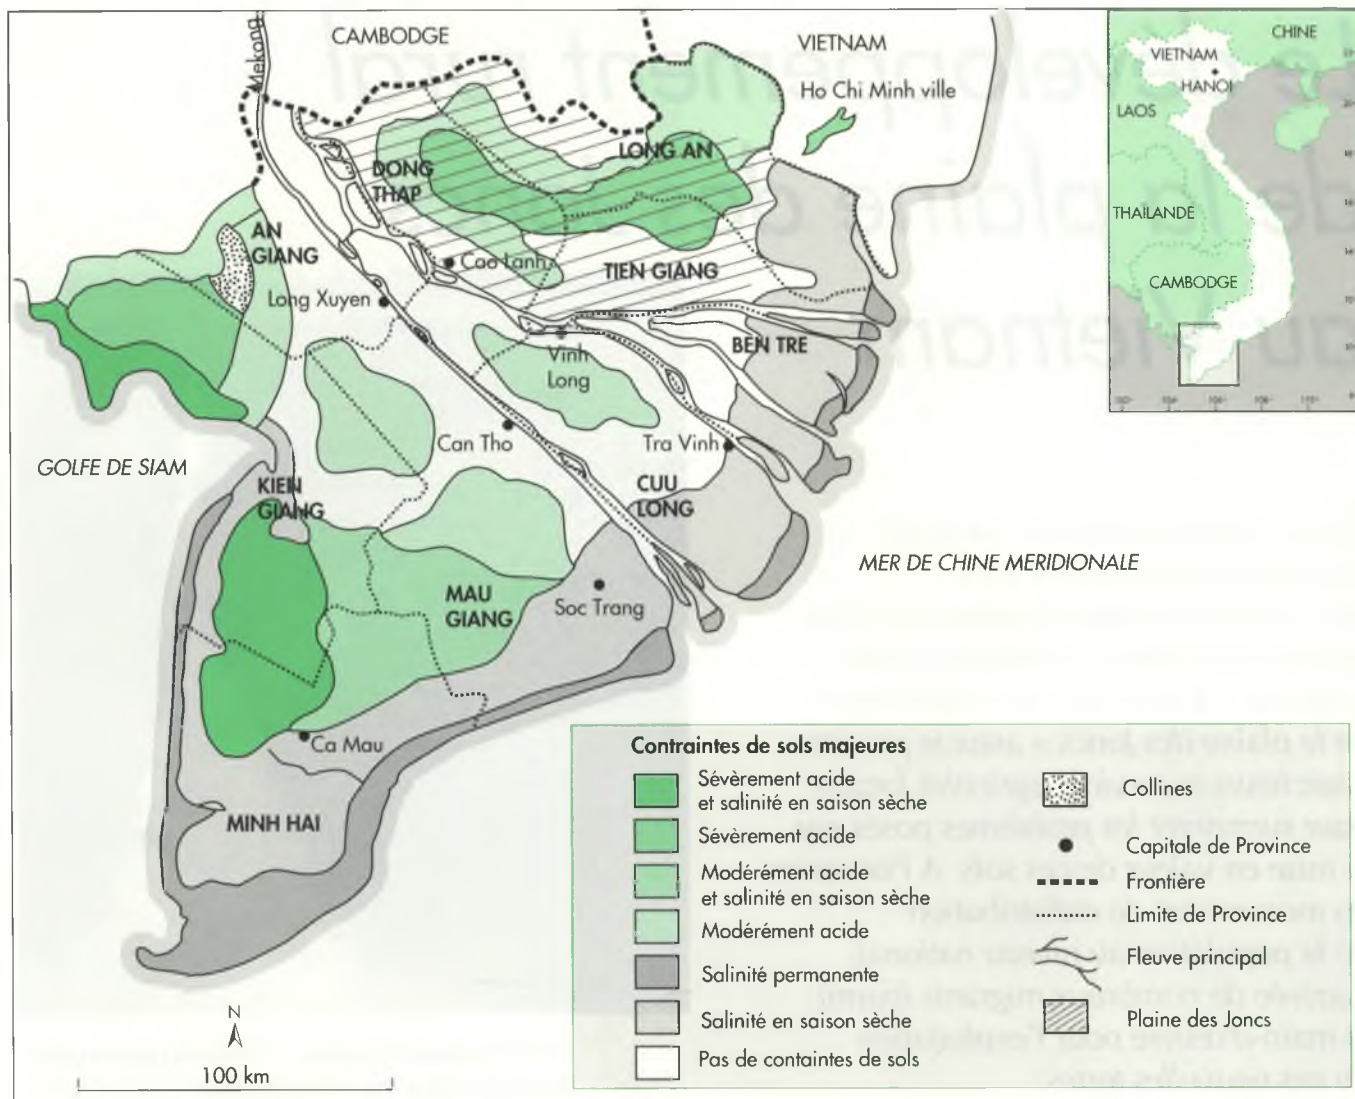 CAMBODGE
VIETNAM
Mekong
Ho Chi Minh ville
DONG
THAP
LONG AN
AN
GIANG
Cao Lanh
TIEN GIANG
Long Xuyen
Vinh
Long
BEN TRE
Can Tho
Tra Vinh
GOLFE DE SIAM
KIEN
GIANG
CUU
LONG
MER DE CHINE MERIDIONALE
MAU
GIANG
Soc Trang
Ca Mau
MINH HAI
N
100 km
CHINE
VIETNAM
HANOI
LAOS
THAILANDE
CAMBODGE
Contraintes de sols majeures
Sévèrement acide
et salinité en saison sèche
Sévèrement acide
Modérément acide
et salinité en saison sèche
Modérément acide
Salinité permanente
Salinité en saison sèche
Pas de containtes de sols
Collines
Capitale de Province
Frontière
Limite de Province
Fleuve principal
Plaine des Joncs